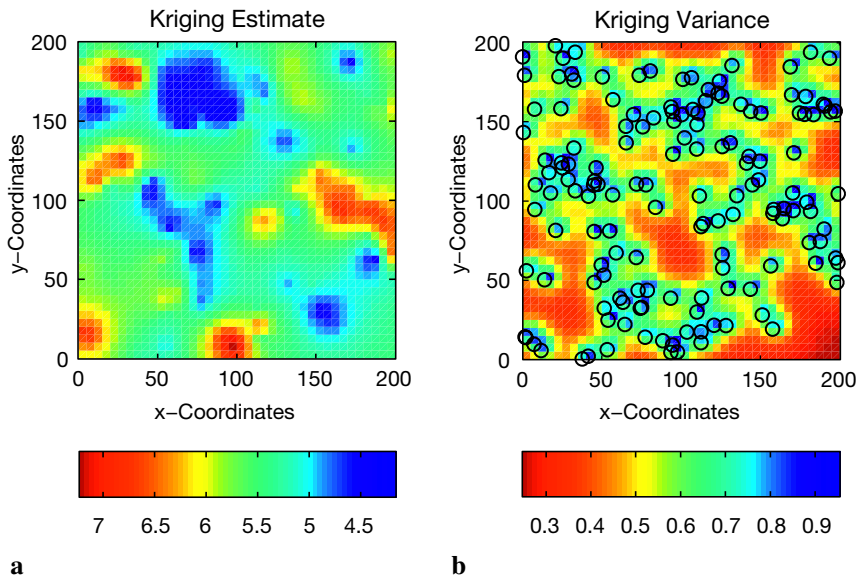 Kriging Estimate
200
150
100
50
0
y−Coordinates
0 50 100 150 200
x−Coordinates
7 6.5 6 5.5 5 4.5
a
Kriging Variance
200
150
100
50
0
y−Coordinates
0 50 100 150 200
x−Coordinates
0.3 0.4 0.5 0.6 0.7 0.8 0.9
b